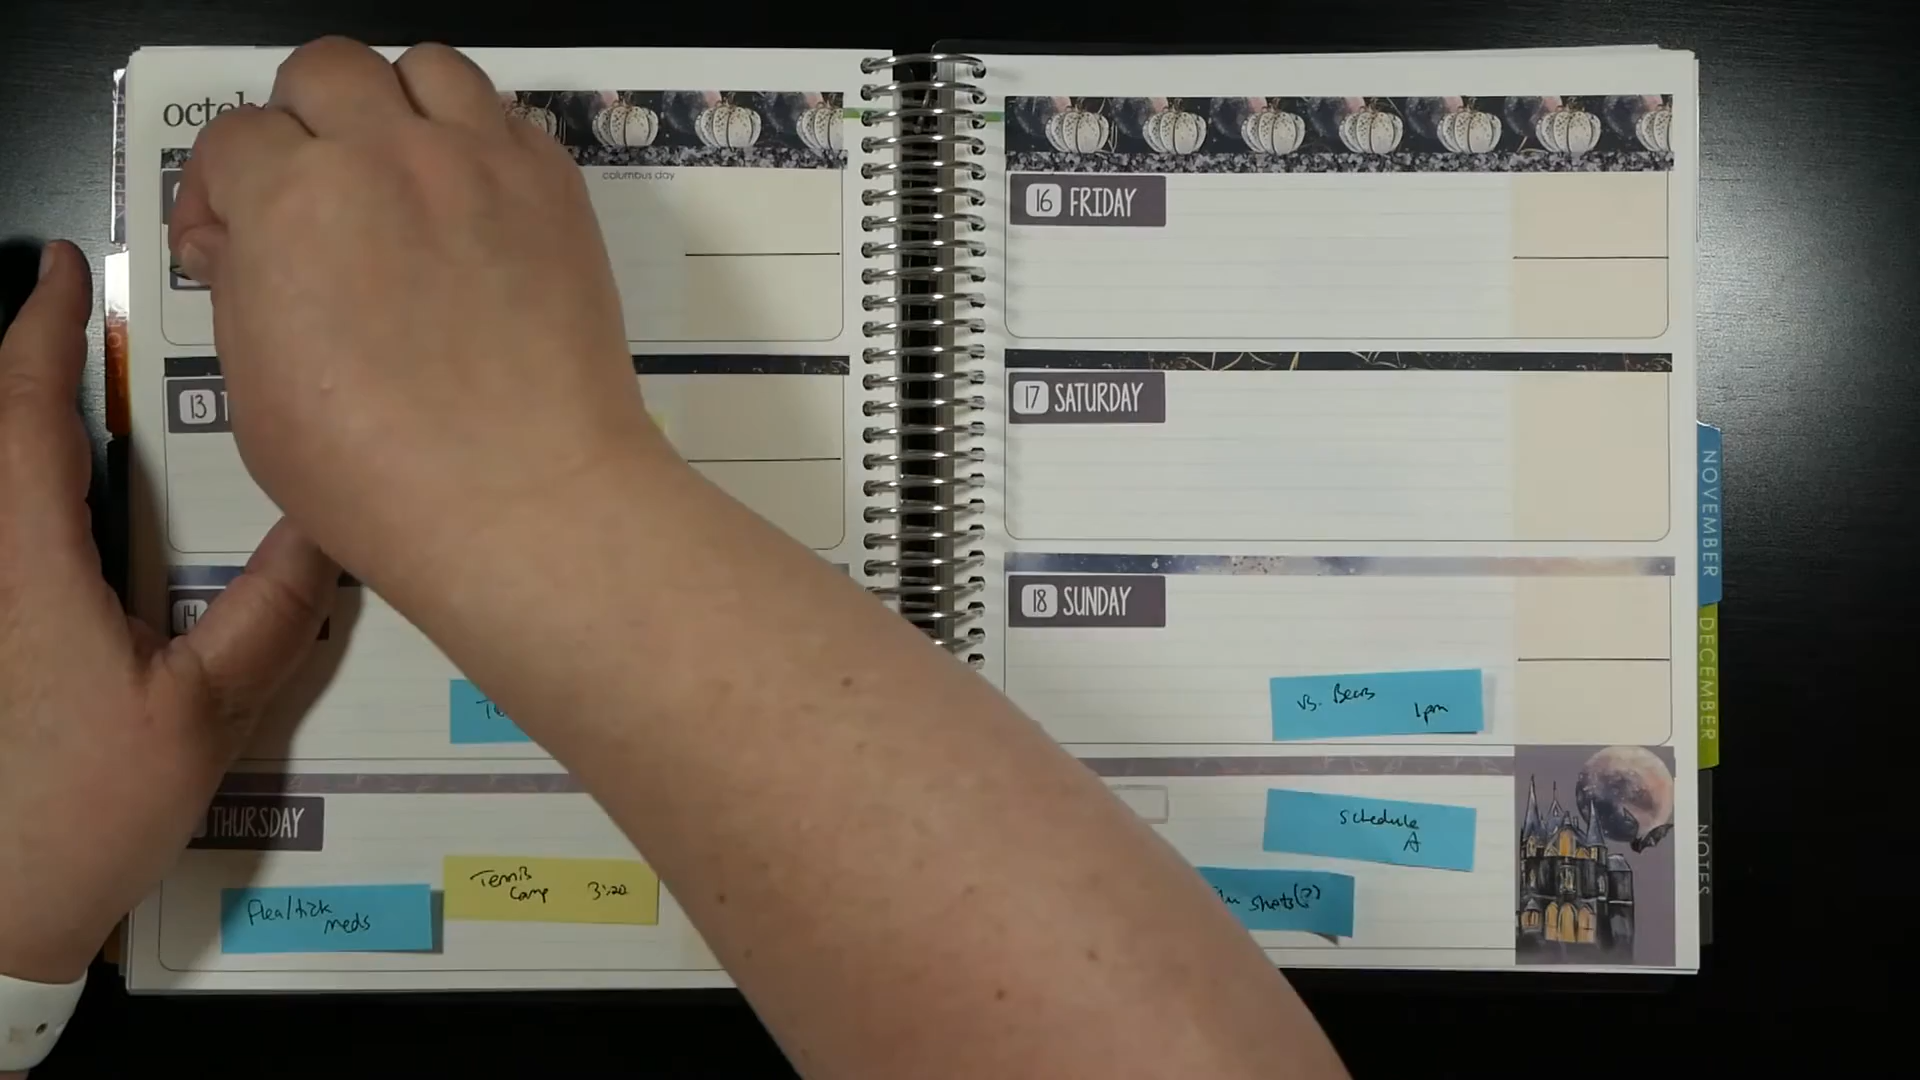 columbus day
13
14
THURSDAY
Flea/tick
meds
Tennis
Camp 3:20
16 FRIDAY
17 SATURDAY
18 SUNDAY
vs. Bears
1pm
Schedule
A
shots(?)
NOVEMBER
DECEMBER
NOTES